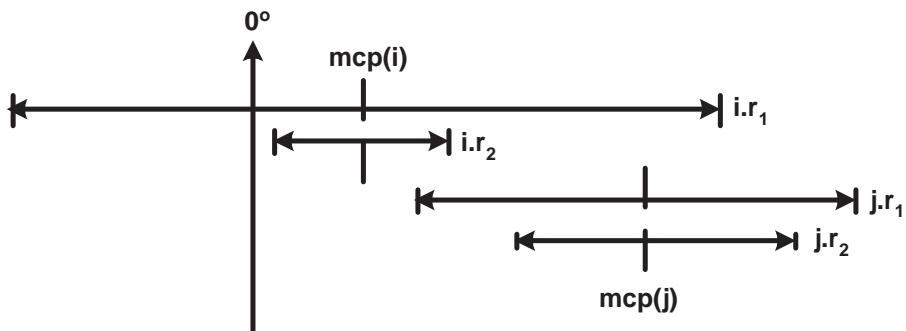 0º
mcp(i)
i.r₁
i.r₂
j.r₁
j.r₂
mcp(j)